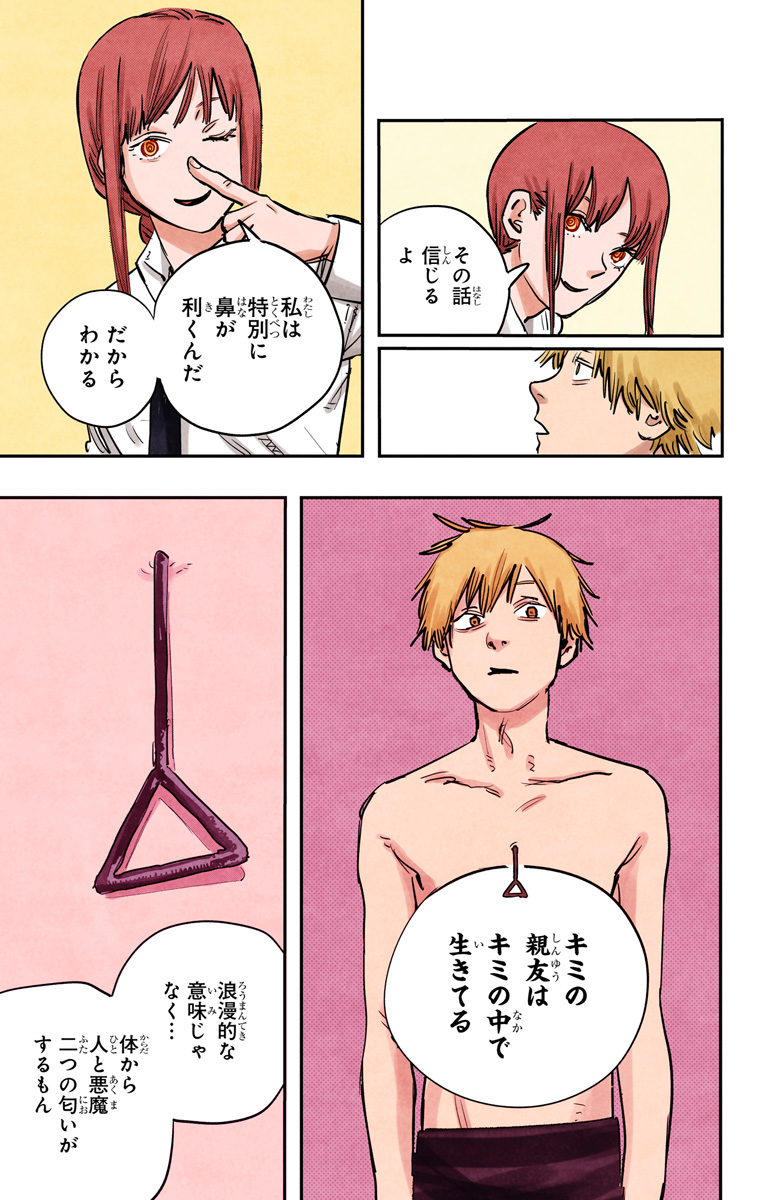 その話
信じる
よ
私は
特別に
鼻が
利くんだ
だから
わかる
キミの
親友は
キミの中で
生きてる
浪漫的な
意味じゃ
なく…
体から
人と悪魔
二つの匂いが
するもん